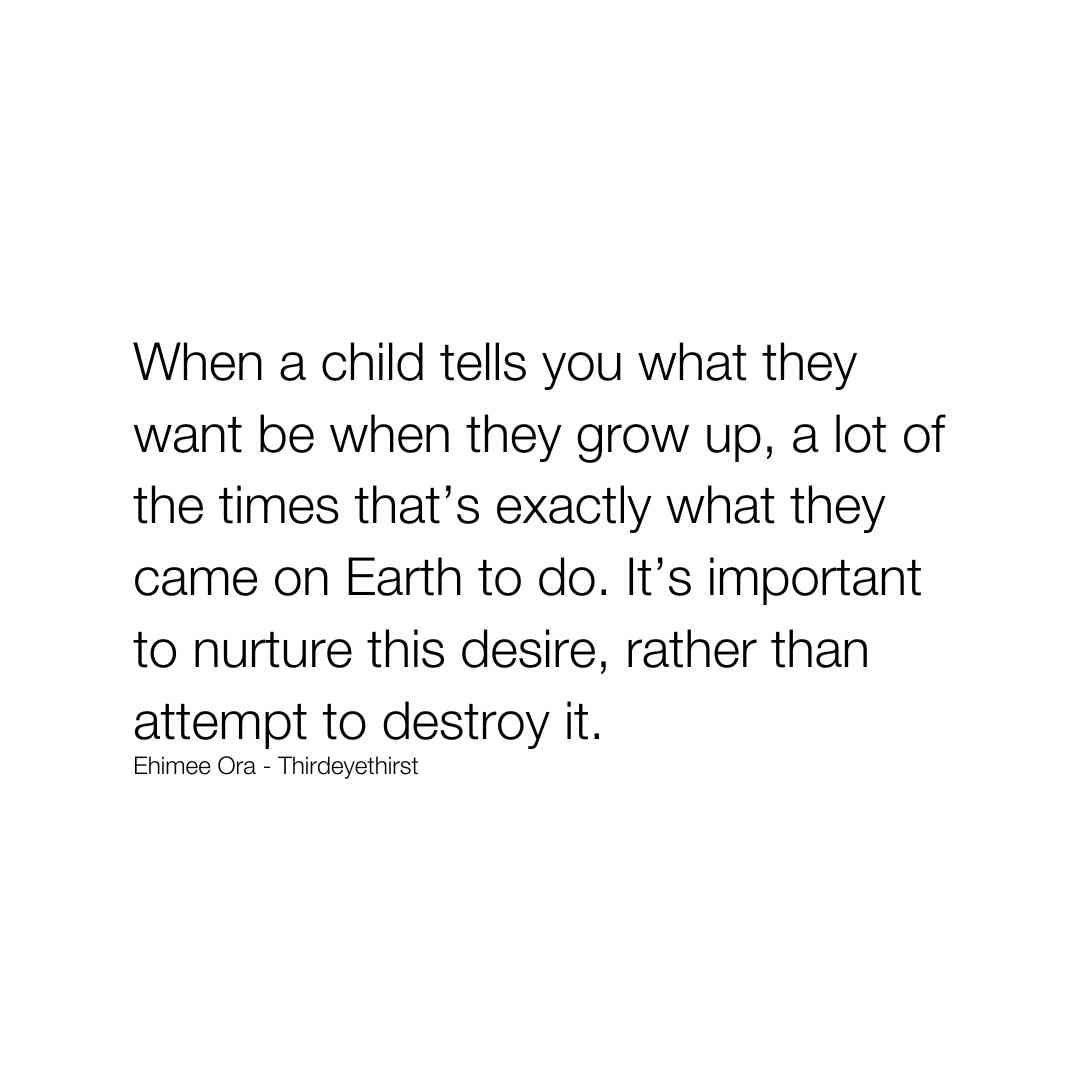 When a child tells you what they
want be when they grow up, a lot of
the times that’s exactly what they
came on Earth to do. It’s important
to nurture this desire, rather than
attempt to destroy it.
Ehimee Ora - Thirdeyethirst